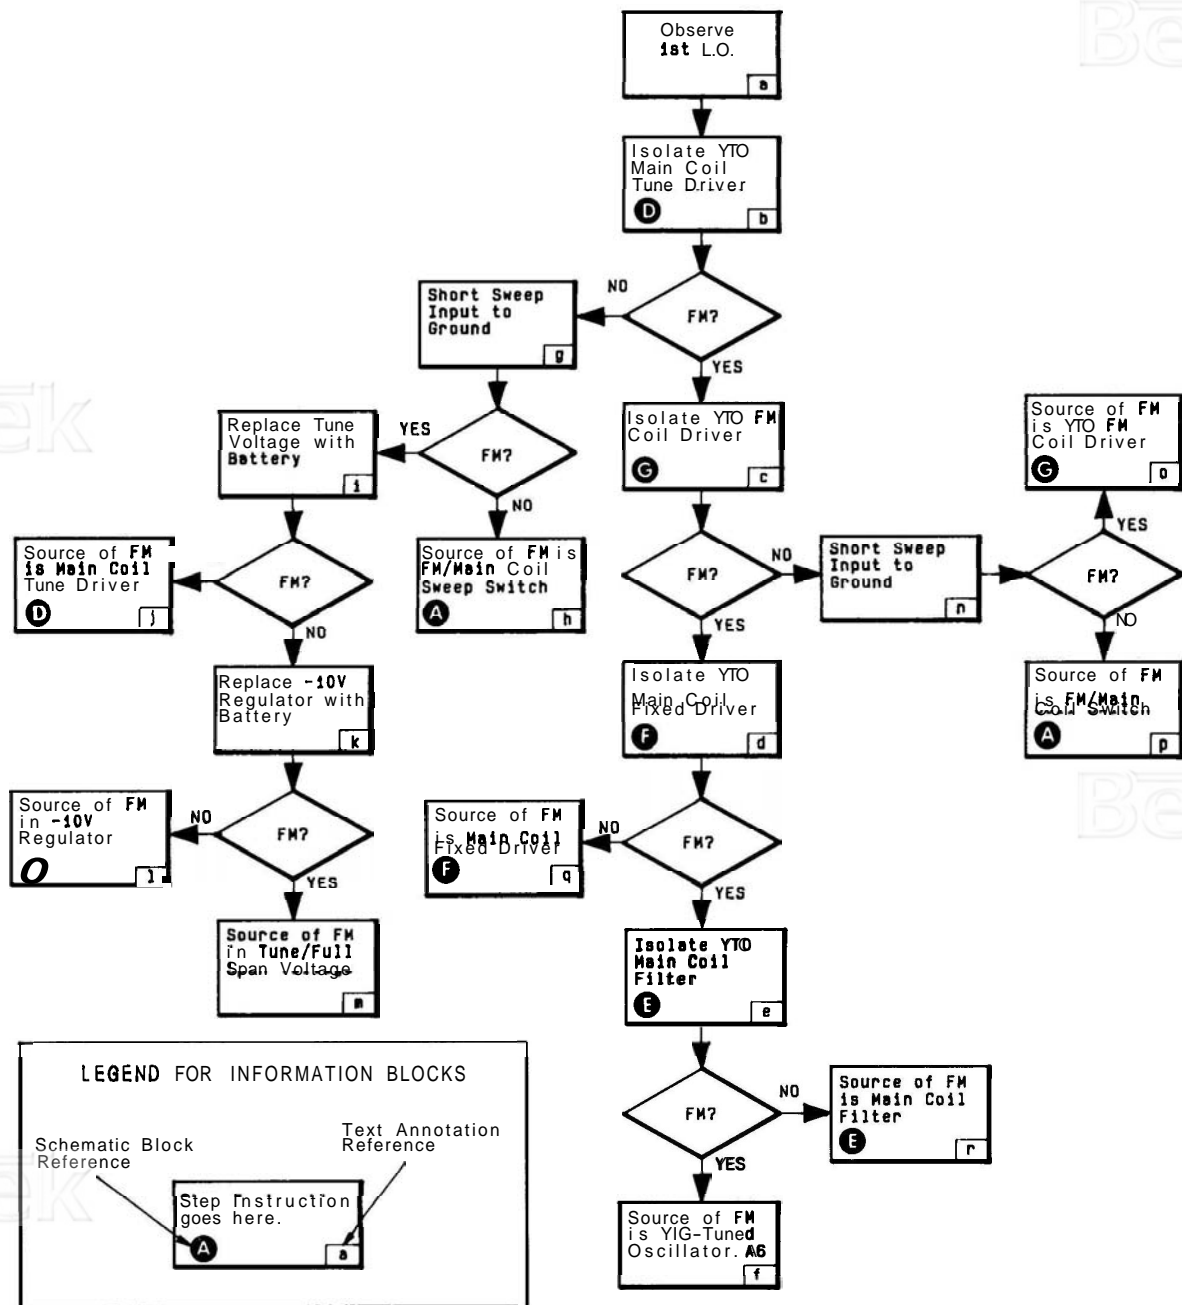 Observe
1st L.O.
a
Isolate YTO
Main Coil
Tune Driver
D
b
FM?
NO
YES
Short Sweep
Input to
Ground
g
FM?
YES
NO
Replace Tune
Voltage with
Battery
i
Source of FM is
FM/Main Coil
Sweep Switch
A
h
FM?
NO
Source of FM
is Main Coil
Tune Driver
D
j
Replace -10V
Regulator with
Battery
k
FM?
NO
YES
Source of FM
in -10V
Regulator
O
l
Source of FM
in Tune/Full
Span Voltage
m
Isolate YTO FM
Coil Driver
G
c
FM?
NO
YES
Short Sweep
Input to
Ground
n
FM?
YES
NO
Source of FM
is YTO FM
Coil Driver
G
o
Source of FM
is FM/Main
Coil Switch
A
p
Isolate YTO
Main Coil
Fixed Driver
F
d
FM?
NO
YES
Source of FM
is Main Coil
Fixed Driver
F
q
Isolate YTO
Main Coil
Filter
E
e
FM?
NO
YES
Source of FM
is Main Coil
Filter
E
r
Source of FM
is YIG-Tuned
Oscillator. A6
f
LEGEND FOR INFORMATION BLOCKS
Schematic Block
Reference
Text Annotation
Reference
Step Instruction
goes here.
A
a